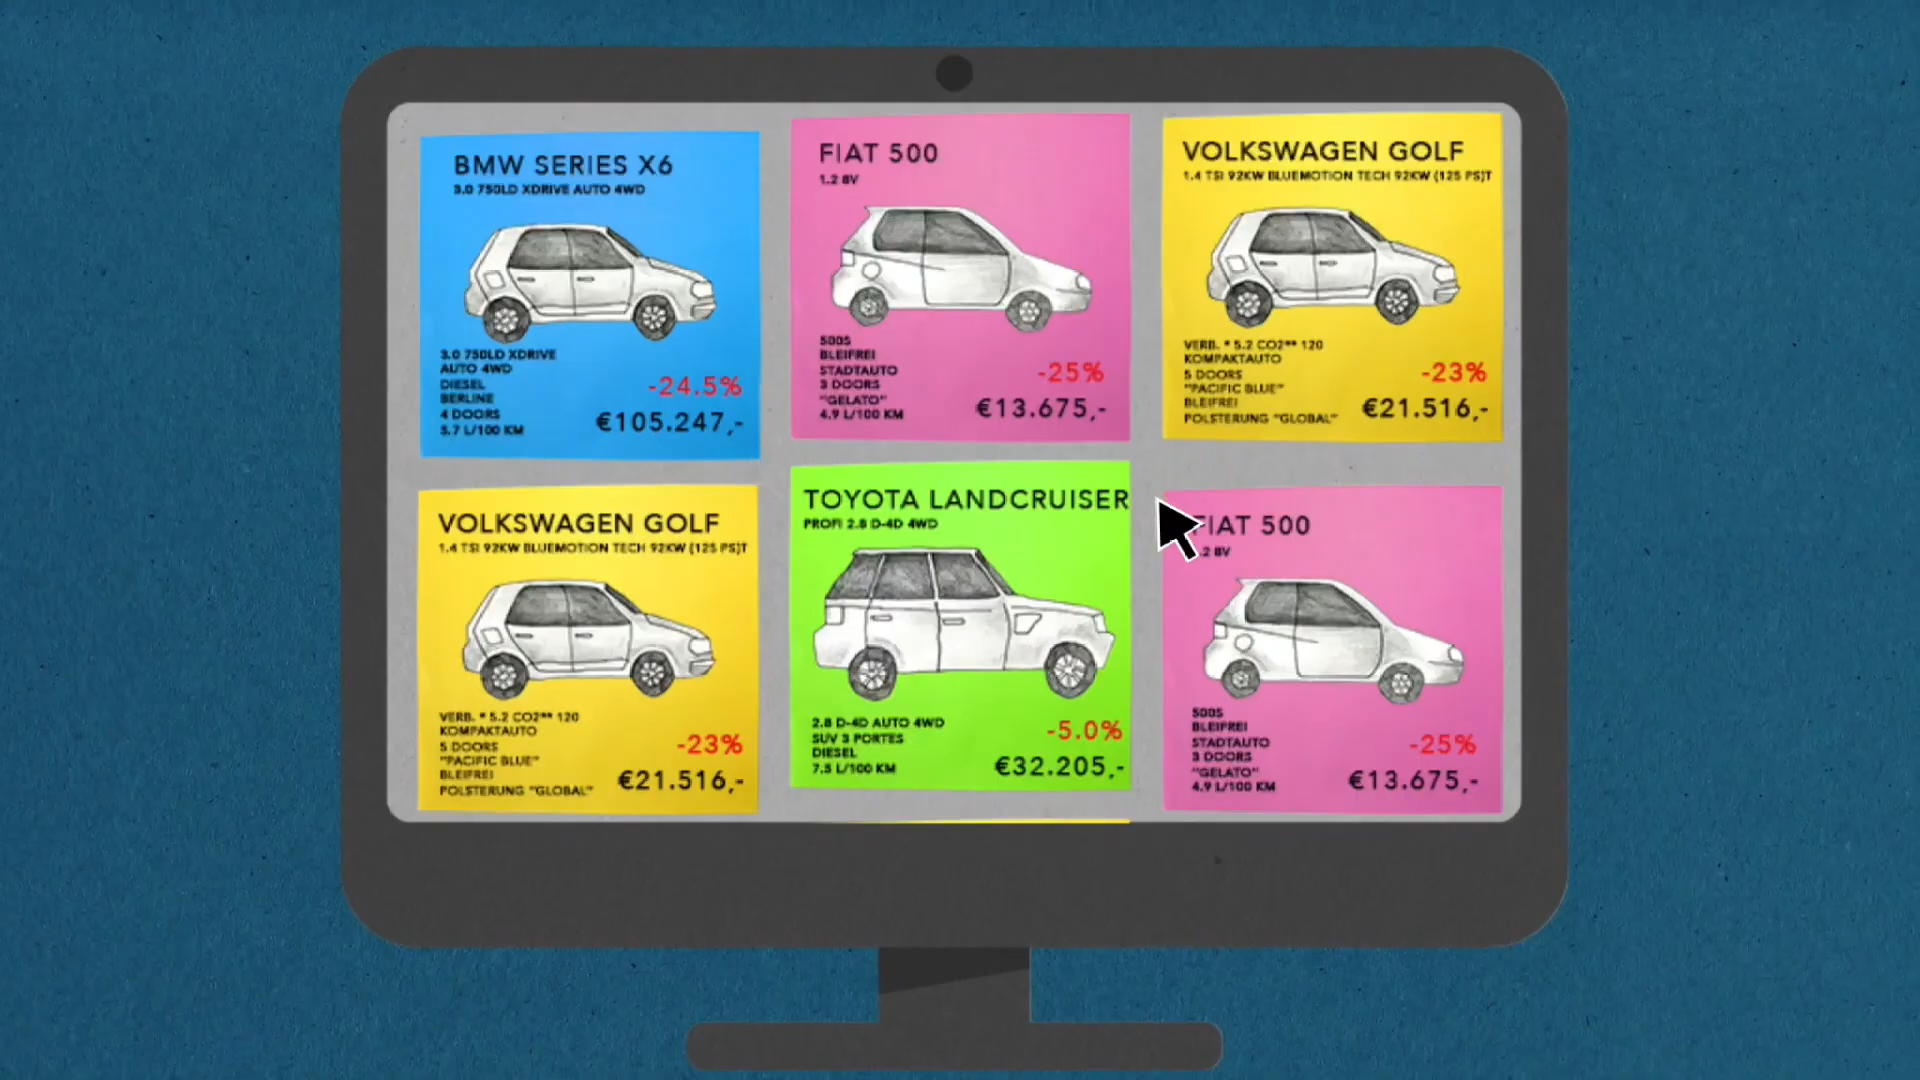 BMW SERIES X6
3.0 750LD XDRIVE AUTO 4WD
3.0 750LD XDRIVE
AUTO 4WD
DIESEL
BERLINE
4 DOORS
5.7 L/100 KM
-24.5%
€105.247,-
FIAT 500
1.2 8V
500S
BLEIFREI
STADTAUTO
3 DOORS
"GELATO"
4.9 L/100 KM
-25%
€13.675,-
VOLKSWAGEN GOLF
1.4 TSI 92KW BLUEMOTION TECH 92KW (125 PS)T
VERB. * 5.2 CO2** 120
KOMPAKTAUTO
5 DOORS
"PACIFIC BLUE"
BLEIFREI
POLSTERUNG "GLOBAL"
-23%
€21.516,-
VOLKSWAGEN GOLF
1.4 TSI 92KW BLUEMOTION TECH 92KW (125 PS)T
VERB. * 5.2 CO2** 120
KOMPAKTAUTO
5 DOORS
"PACIFIC BLUE"
BLEIFREI
POLSTERUNG "GLOBAL"
-23%
€21.516,-
TOYOTA LANDCRUISER
PROFI 2.8 D-4D 4WD
2.8 D-4D AUTO 4WD
SUV 3 PORTES
DIESEL
7.5 L/100 KM
-5.0%
€32.205,-
FIAT 500
.2 8V
500S
BLEIFREI
STADTAUTO
3 DOORS
"GELATO"
4.9 L/100 KM
-25%
€13.675,-